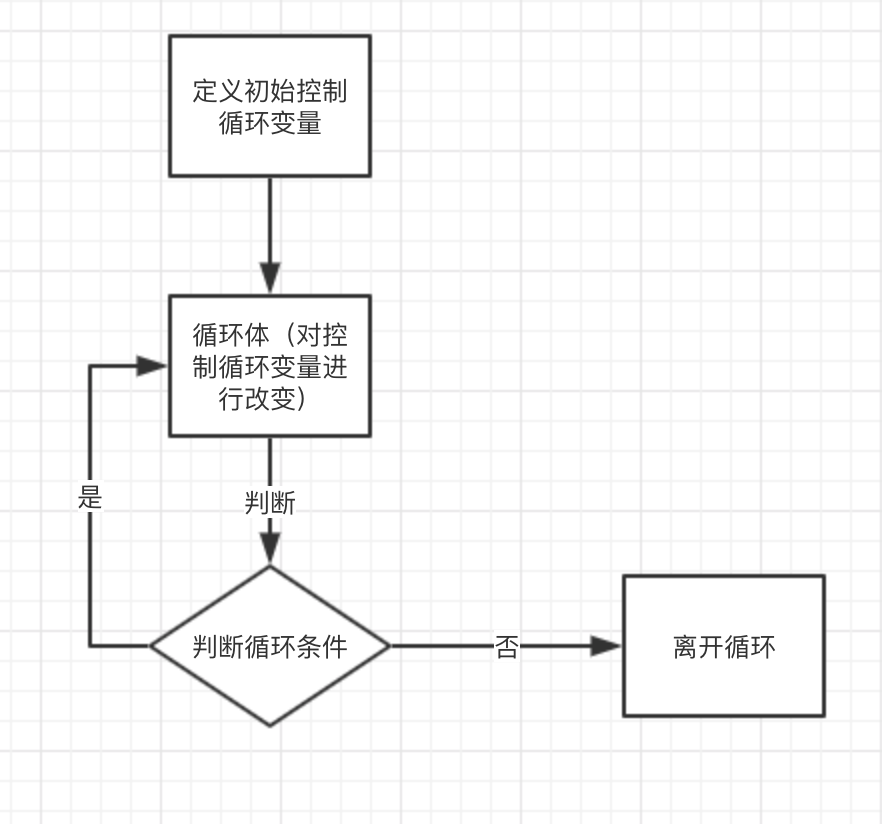 定义初始控制
循环变量
循环体（对控
制循环变量进
行改变）
是
判断
判断循环条件
否
离开循环